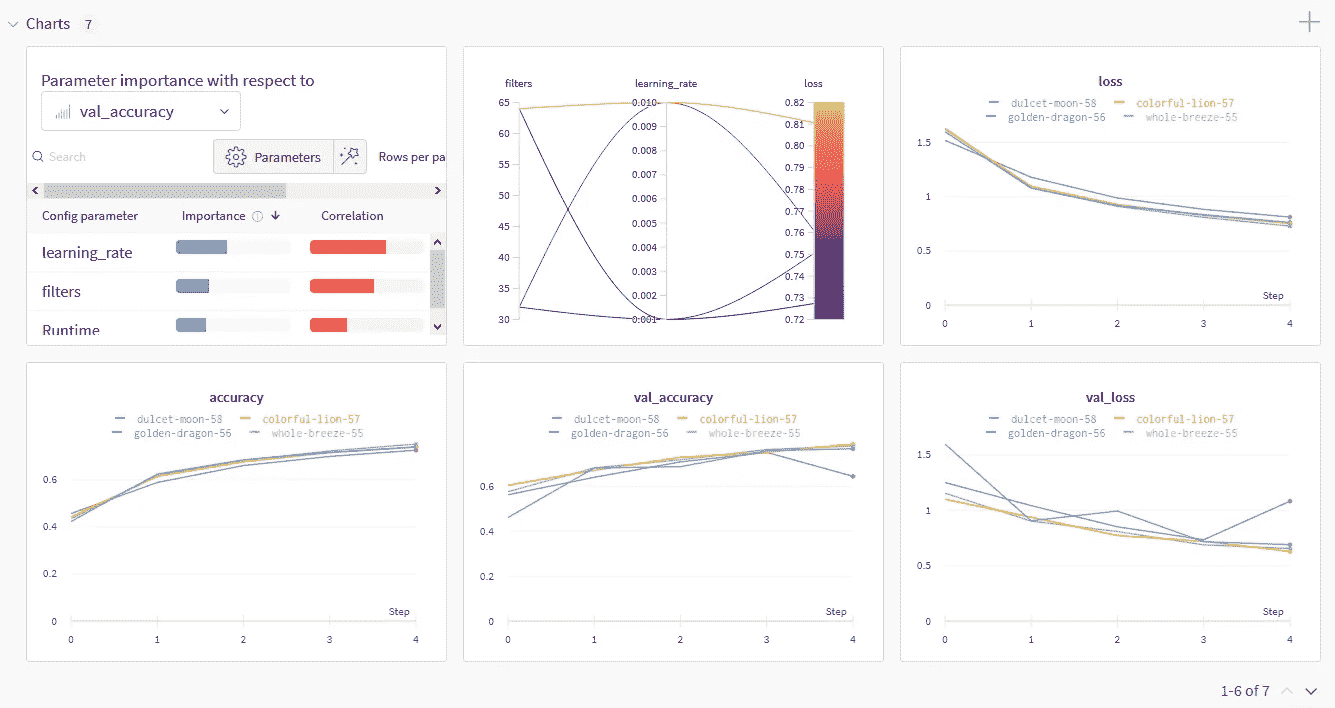 Charts 7
Parameter importance with respect to
val_accuracy
Search
Parameters
Rows per pa
Config parameter Importance Correlation
learning_rate
filters
Runtime
filters learning_rate loss
65
60
55
50
45
40
35
30
0.010
0.009
0.008
0.007
0.006
0.005
0.004
0.003
0.002
0.001
0.82
0.81
0.80
0.79
0.78
0.77
0.76
0.75
0.74
0.73
0.72
loss
dulcet-moon-58 colorful-lion-57
golden-dragon-56 whole-breeze-55
1.5
1
0.5
0
Step
0 1 2 3 4
accuracy
dulcet-moon-58 colorful-lion-57
golden-dragon-56 whole-breeze-55
0.6
0.4
0.2
0
Step
0 1 2 3 4
val_accuracy
dulcet-moon-58 colorful-lion-57
golden-dragon-56 whole-breeze-55
0.6
0.4
0.2
0
Step
0 1 2 3 4
val_loss
dulcet-moon-58 colorful-lion-57
golden-dragon-56 whole-breeze-55
1.5
1
0.5
0
Step
0 1 2 3 4
1-6 of 7